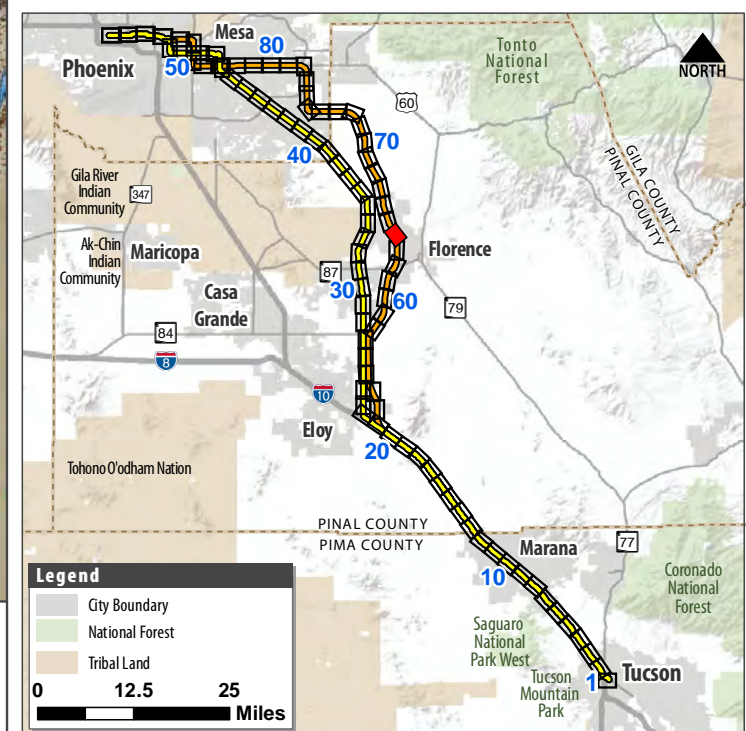 Mesa
80
Tonto
National
Forest
NORTH
Phoenix
50
60
70
40
GILA COUNTY
PINAL COUNTY
Gila River
Indian
Community
347
Ak-Chin
Indian
Community
Maricopa
Florence
87
30
60
Casa
Grande
79
84
8
10
Eloy
20
Tohono O'odham Nation
PINAL COUNTY
PIMA COUNTY
Marana
77
10
Coronado
National
Forest
Legend
City Boundary
National Forest
Tribal Land
0 12.5 25
Miles
Saguaro
National
Park West
Tucson
Mountain
Park
1
Tucson